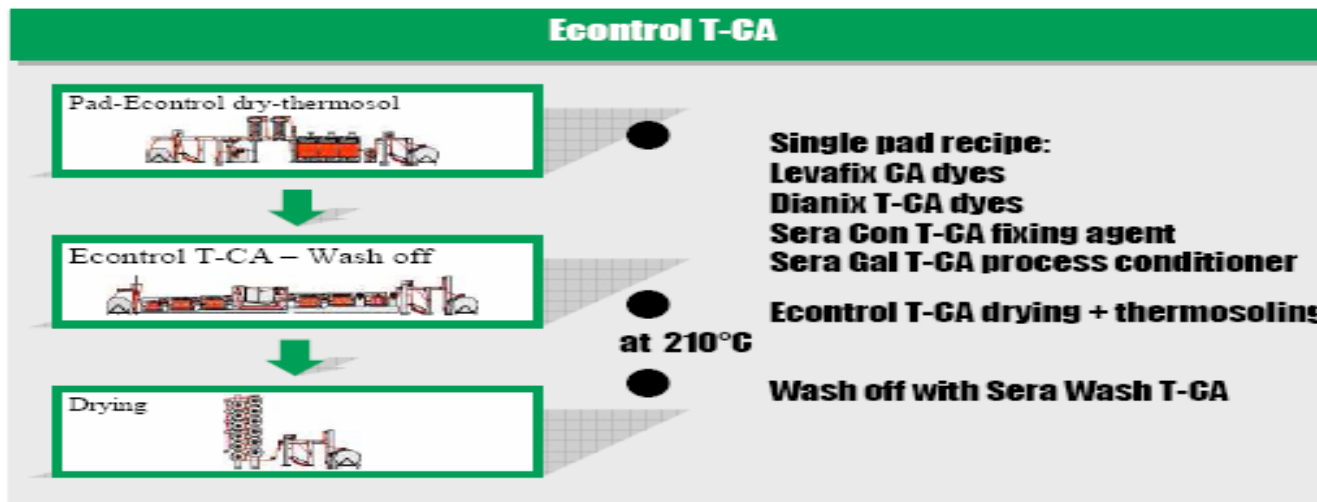 Econtrol T-CA
Pad-Econtrol dry-thermosol
Econtrol T-CA – Wash off
Drying
Single pad recipe:
Levafix CA dyes
Dianix T-CA dyes
Sera Con T-CA fixing agent
Sera Gal T-CA process conditioner
Econtrol T-CA drying + thermosoling
at 210°C
Wash off with Sera Wash T-CA